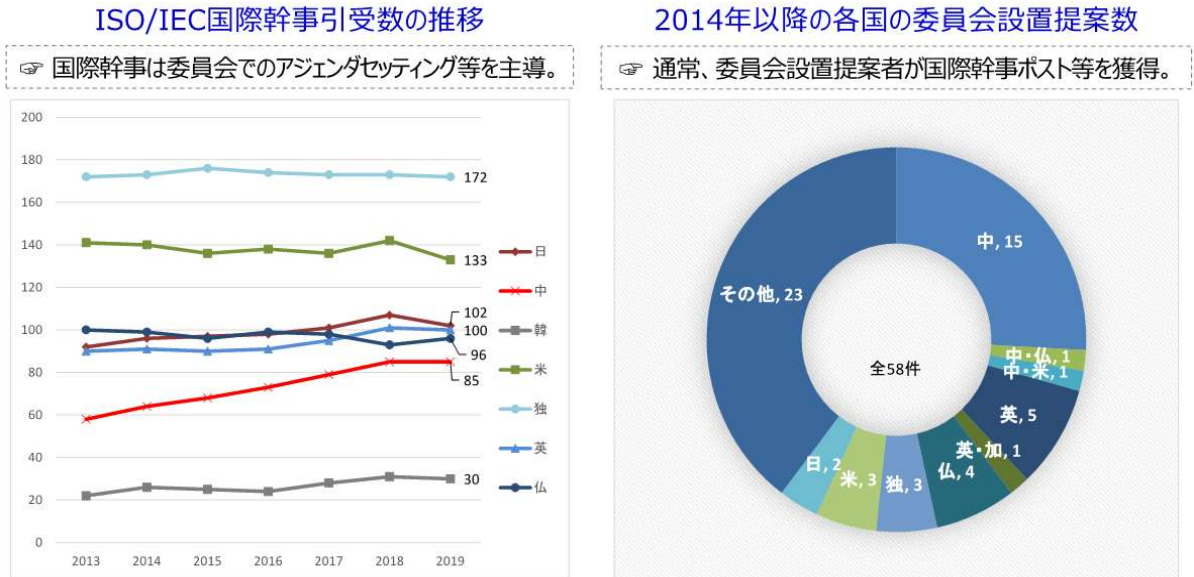 ISO/IEC国際幹事引受数の推移
☞ 国際幹事は委員会でのアジェンダセッティング等を主導。
200
180
160
140
120
100
80
60
40
20
0
2013 2014 2015 2016 2017 2018 2019
172
133
102
100
96
85
30
日
中
韓
米
独
英
仏
2014年以降の各国の委員会設置提案数
☞ 通常、委員会設置提案者が国際幹事ポスト等を獲得。
中, 15
中・仏, 1
中・米, 1
英, 5
英・加, 1
仏, 4
独, 3
米, 3
日, 2
その他, 23
全58件